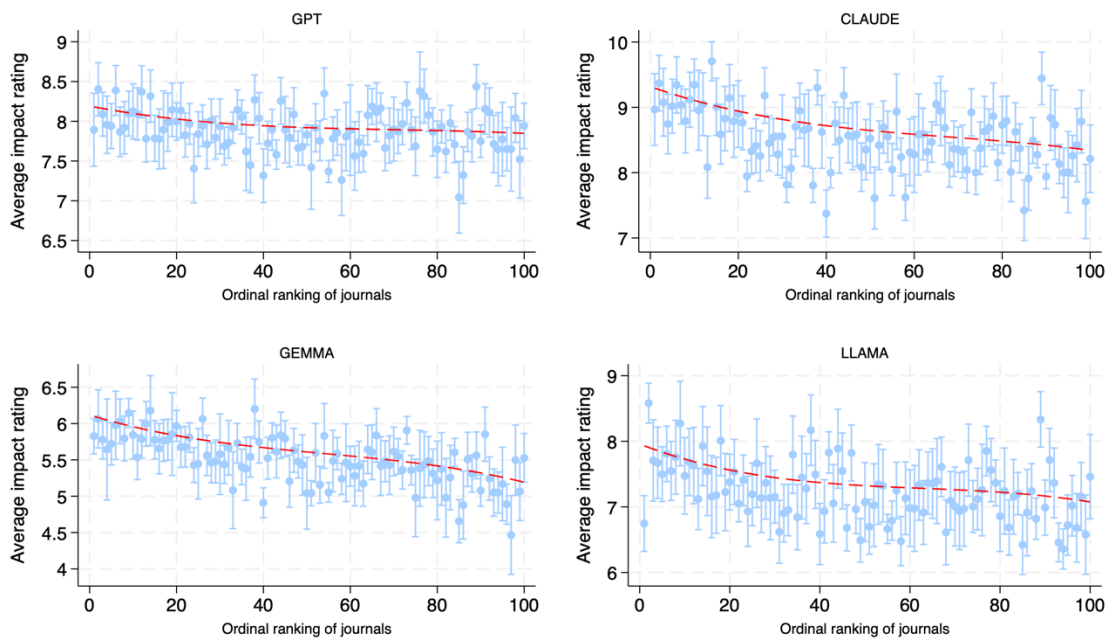 GPT
Average impact rating
9
8.5
8
7.5
7
6.5
0 20 40 60 80 100
Ordinal ranking of journals
CLAUDE
Average impact rating
10
9
8
7
0 20 40 60 80 100
Ordinal ranking of journals
GEMMA
Average impact rating
6.5
6
5.5
5
4.5
4
0 20 40 60 80 100
Ordinal ranking of journals
LLAMA
Average impact rating
9
8
7
6
0 20 40 60 80 100
Ordinal ranking of journals